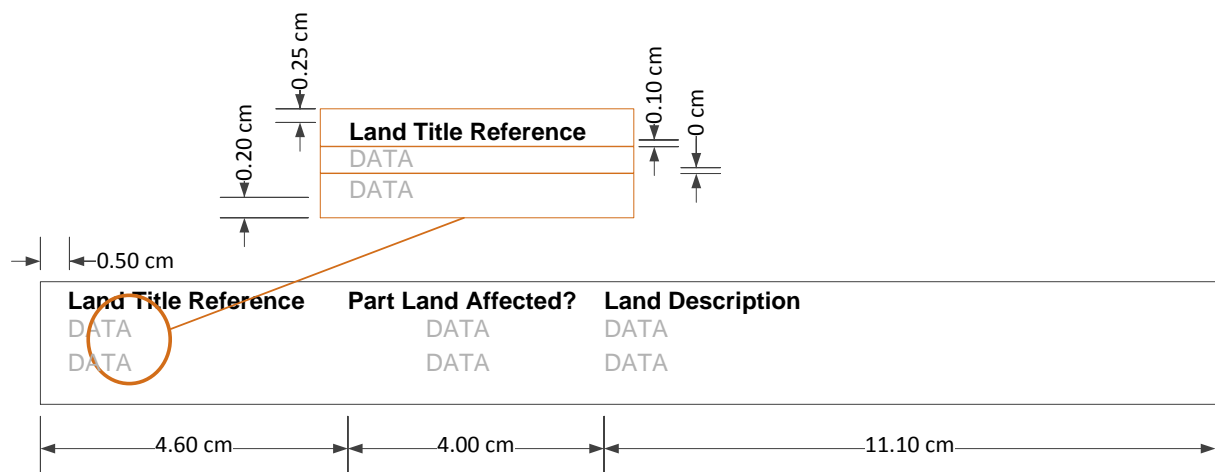 0.25 cm
0.10 cm
0 cm
0.20 cm
Land Title Reference
DATA
DATA
0.50 cm
Land Title Reference Part Land Affected? Land Description
DATA DATA DATA
DATA DATA DATA
4.60 cm 4.00 cm 11.10 cm